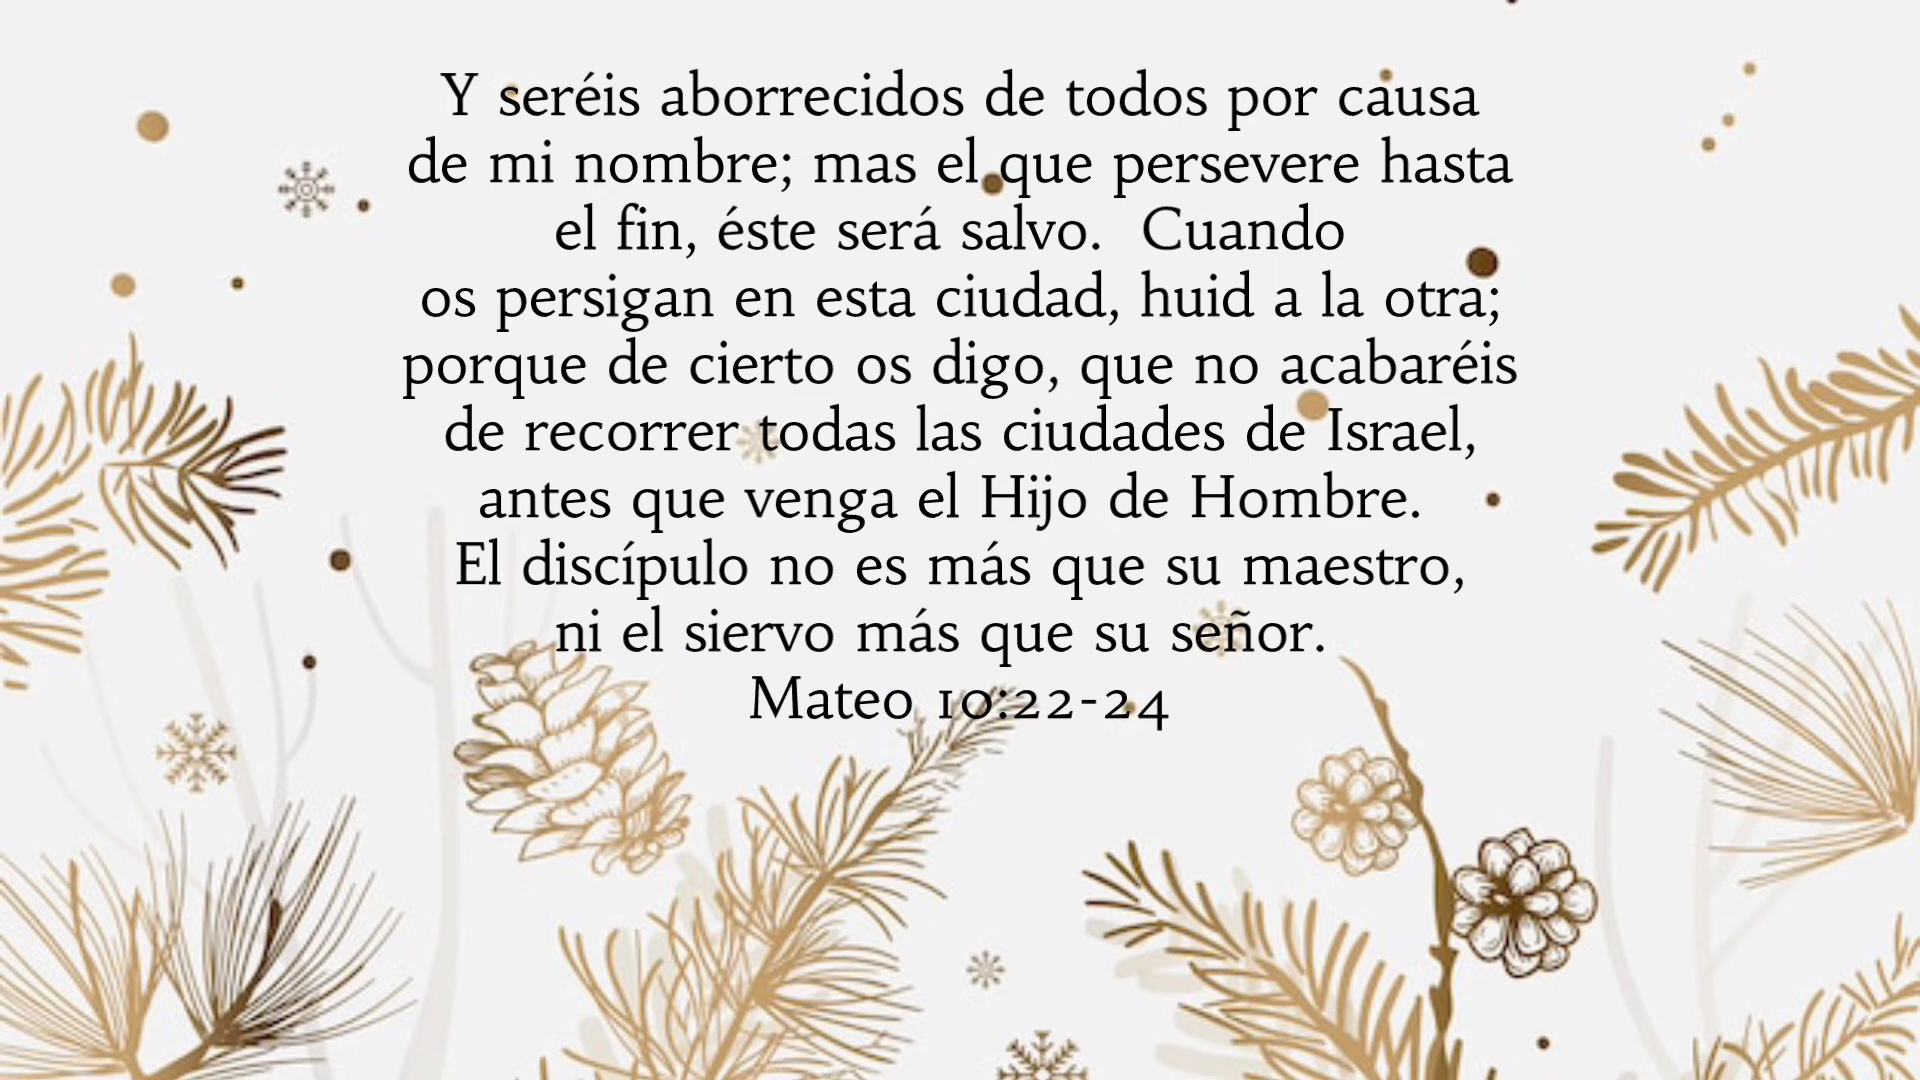 Y seréis aborrecidos de todos por causa
de mi nombre; mas el que persevere hasta
el fin, éste será salvo. Cuando
os persigan en esta ciudad, huid a la otra;
porque de cierto os digo, que no acabaréis
de recorrer todas las ciudades de Israel,
antes que venga el Hijo de Hombre.
El discípulo no es más que su maestro,
ni el siervo más que su señor.
Mateo 10:22-24